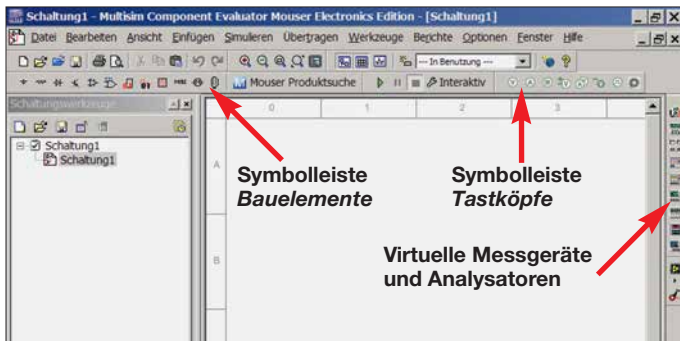 Schaltung1 - Multisim Component Evaluator Mouser Electronics Edition - [Schaltung1]
Datei Bearbeiten Ansicht Einfügen Simulieren Übertragen Werkzeuge Berichte Optionen Fenster Hilfe
--- In Benutzung ---
Mouser Produktsuche Interaktiv
Schaltungswerkzeuge
0 1 2 3
Schaltung1
Schaltung1
A
Symbolleiste
Bauelemente
Symbolleiste
Tastköpfe
B
Virtuelle Messgeräte
und Analysatoren